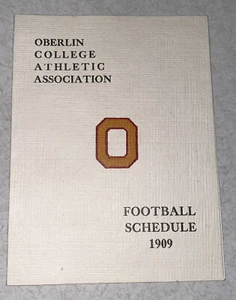 OBERLIN
COLLEGE
ATHLETIC
ASSOCIATION
O
FOOTBALL
SCHEDULE
1909